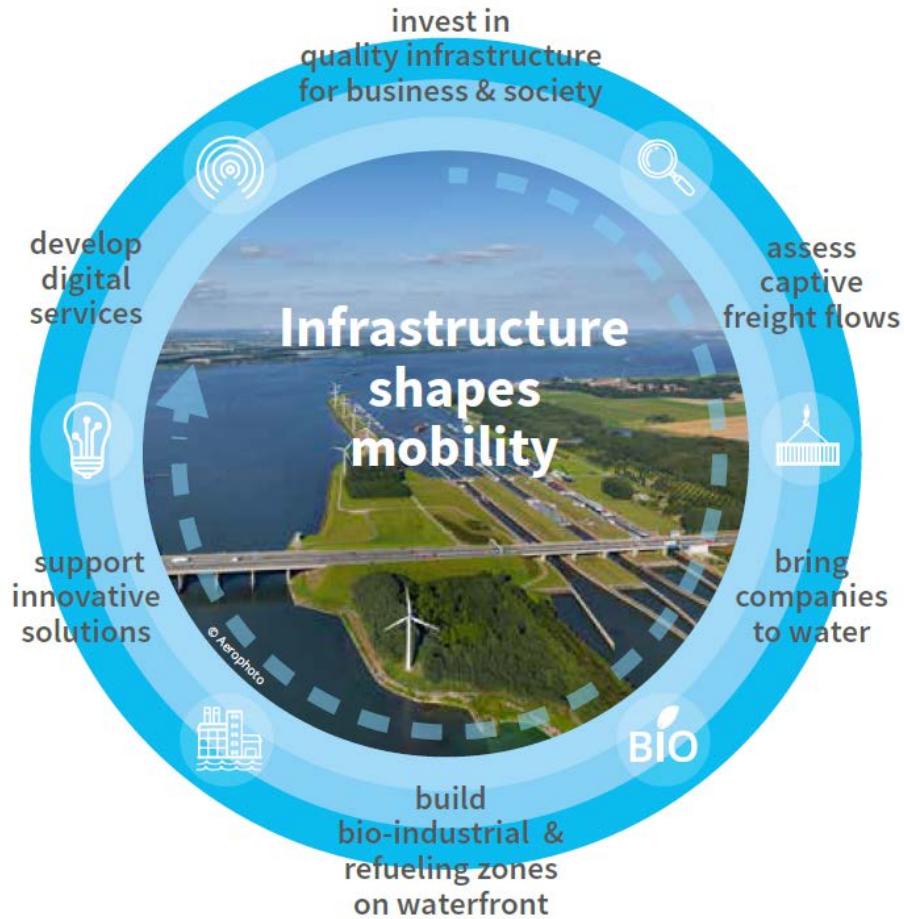 invest in
quality infrastructure
for business & society
assess
captive
freight flows
bring
companies
to water
BIO
build
bio-industrial &
refueling zones
on waterfront
support
innovative
solutions
develop
digital
services
Infrastructure
shapes
mobility
© Aerophoto